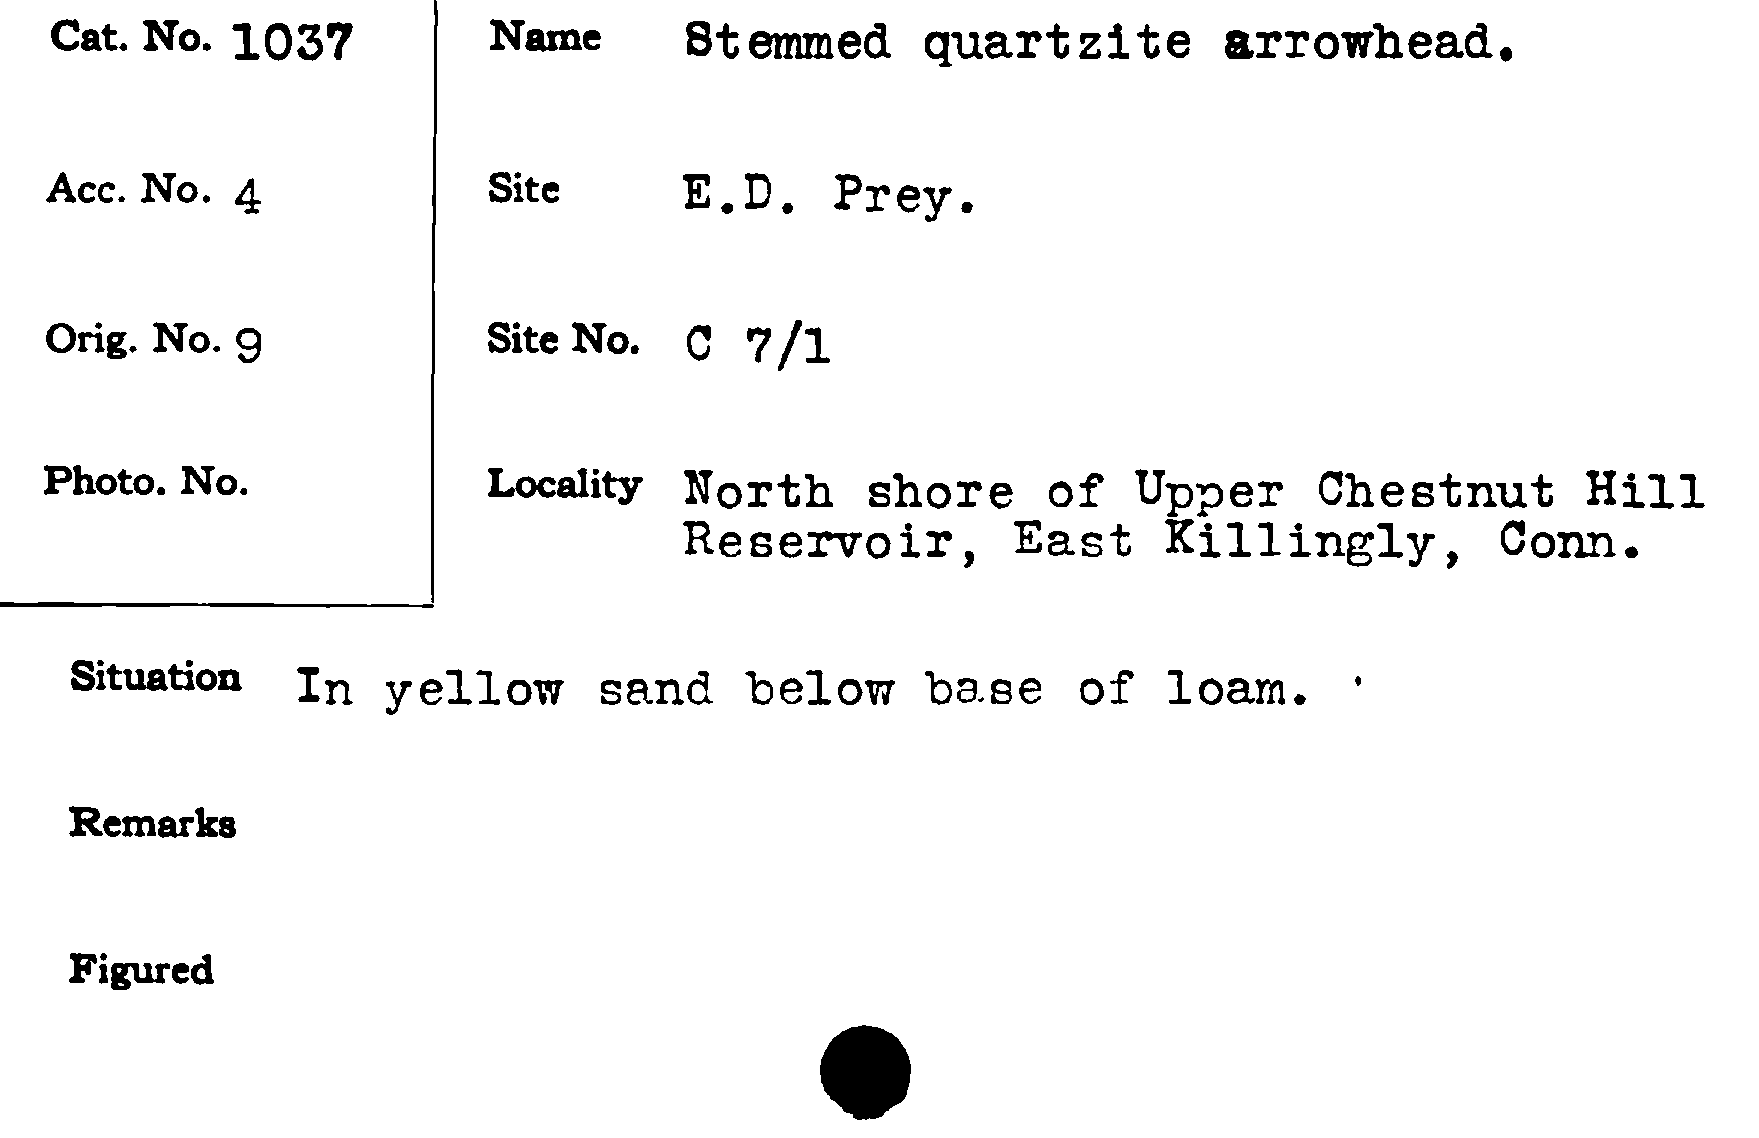 Cat. No. 1037
Name Stemmed quartzite arrowhead.
Acc. No. 4
Site E.D. Prey.
Orig. No. 9
Site No. C 7/1
Photo. No.
Locality North shore of Upper Chestnut Hill
Reservoir, East Killingly, Conn.
Situation In yellow sand below base of loam.
Remarks
Figured